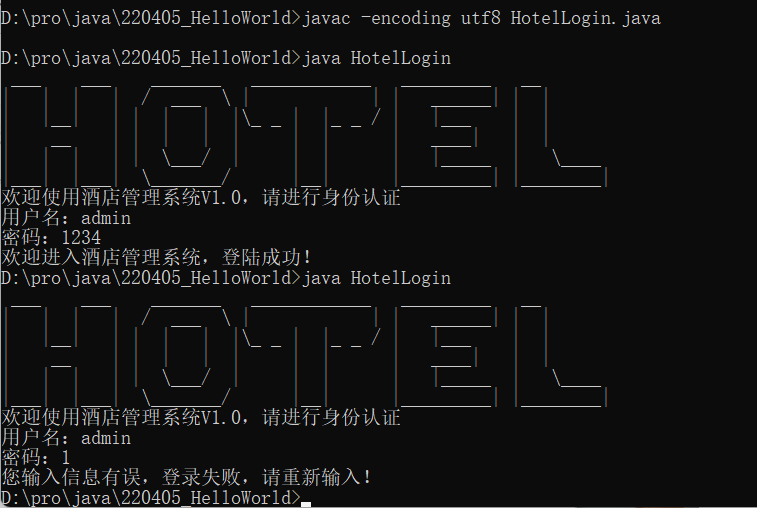 D:\pro\java\220405_HelloWorld>javac -encoding utf8 HotelLogin.java
D:\pro\java\220405_HelloWorld>java HotelLogin
HOTEL
欢迎使用酒店管理系统V1.0，请进行身份认证
用户名：admin
密码：1234
欢迎进入酒店管理系统，登陆成功！
D:\pro\java\220405_HelloWorld>java HotelLogin
HOTEL
欢迎使用酒店管理系统V1.0，请进行身份认证
用户名：admin
密码：1
您输入信息有误，登录失败，请重新输入！
D:\pro\java\220405_HelloWorld>